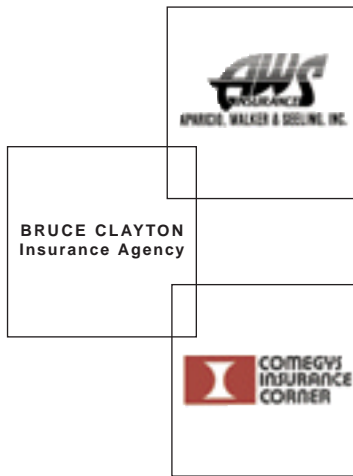 AWS
INSURANCE
APARICIO, WALKER & SEELING, INC.
BRUCE CLAYTON
Insurance Agency
COMEGYS
INSURANCE
CORNER